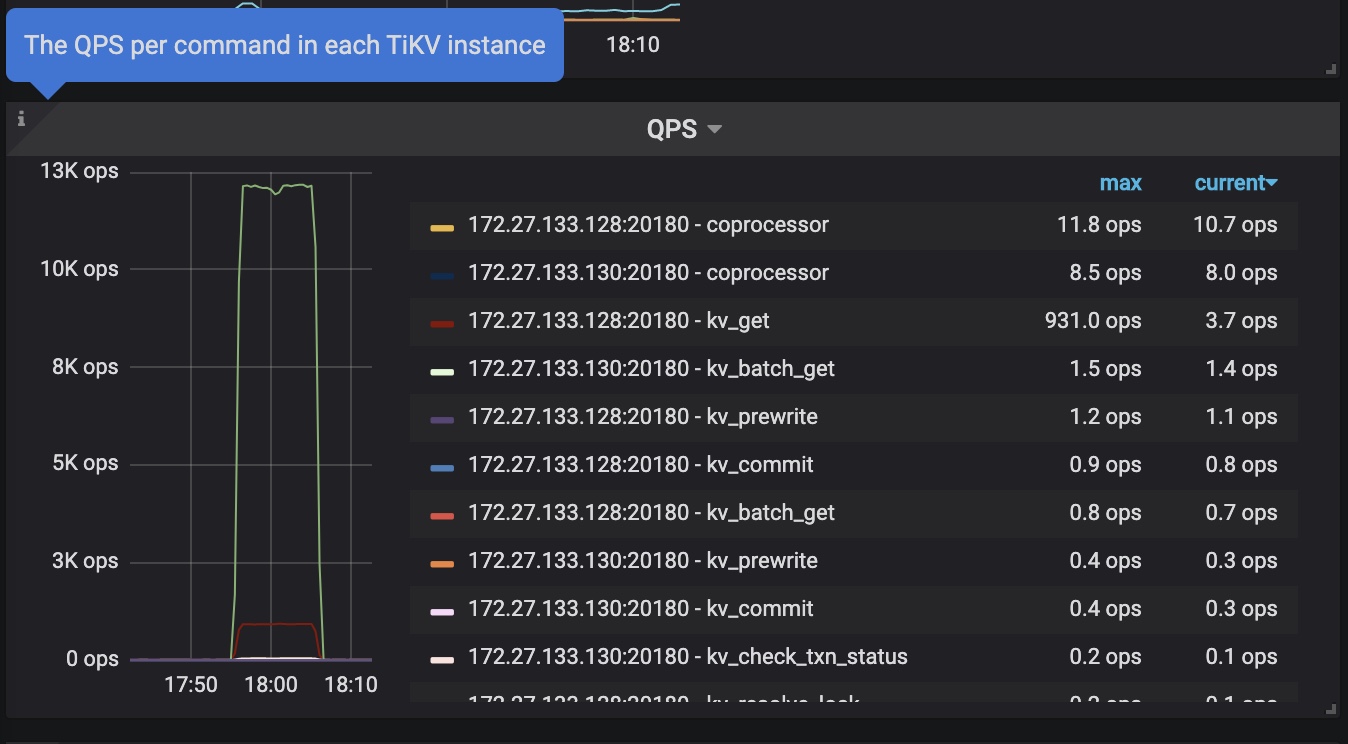 The QPS per command in each TiKV instance
18:10
i
QPS
13K ops
10K ops
8K ops
5K ops
3K ops
0 ops
17:50 18:00 18:10
max current
172.27.133.128:20180 - coprocessor 11.8 ops 10.7 ops
172.27.133.130:20180 - coprocessor 8.5 ops 8.0 ops
172.27.133.128:20180 - kv_get 931.0 ops 3.7 ops
172.27.133.130:20180 - kv_batch_get 1.5 ops 1.4 ops
172.27.133.128:20180 - kv_prewrite 1.2 ops 1.1 ops
172.27.133.128:20180 - kv_commit 0.9 ops 0.8 ops
172.27.133.128:20180 - kv_batch_get 0.8 ops 0.7 ops
172.27.133.130:20180 - kv_prewrite 0.4 ops 0.3 ops
172.27.133.130:20180 - kv_commit 0.4 ops 0.3 ops
172.27.133.130:20180 - kv_check_txn_status 0.2 ops 0.1 ops